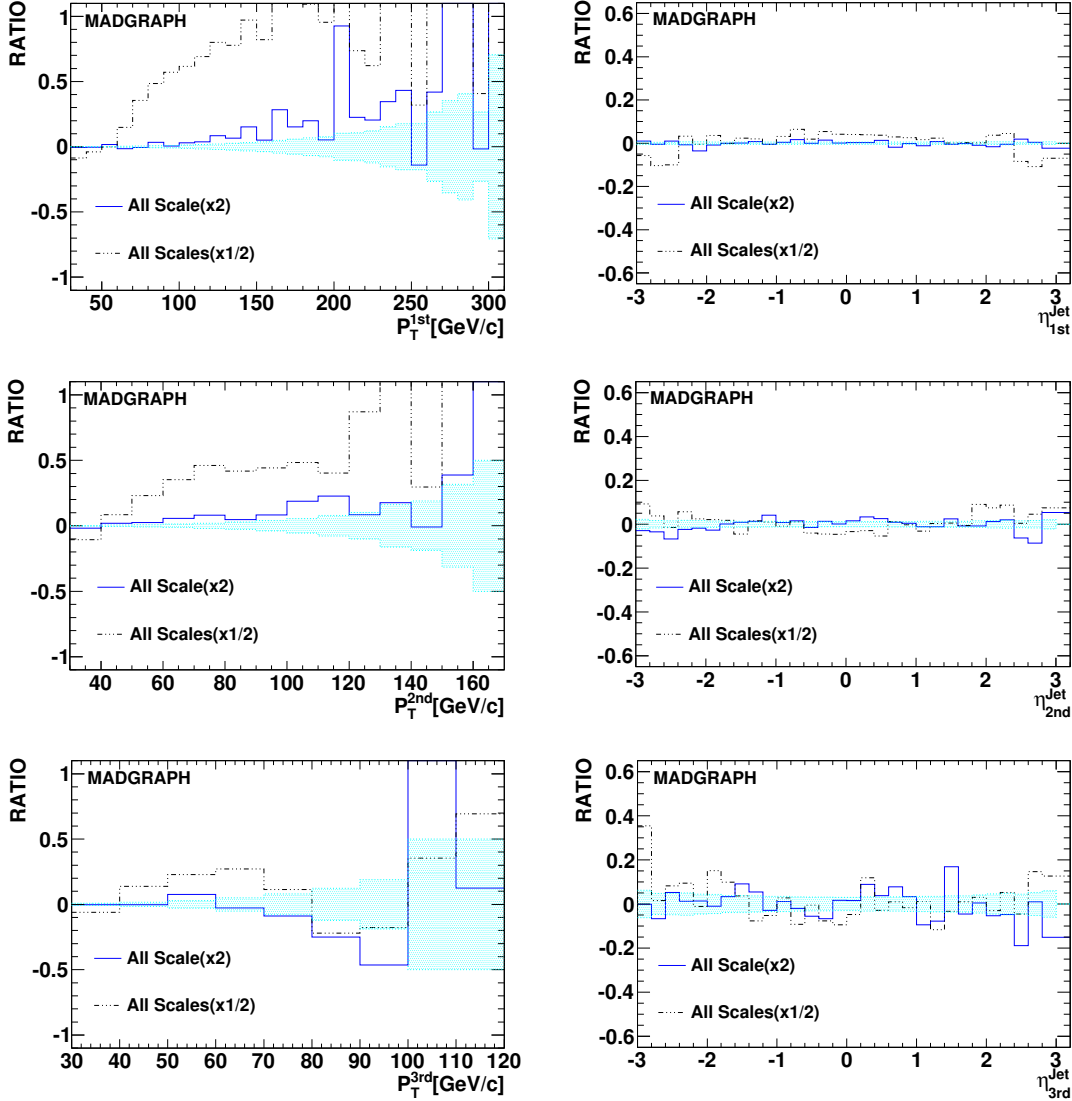 RATIO
MADGRAPH
1
0.5
0
-0.5
-1
All Scale(x2)
All Scales(x1/2)
50 100 150 200 250 300
P_T^1st[GeV/c]
RATIO
MADGRAPH
0.6
0.4
0.2
0
-0.2
-0.4
-0.6
All Scale(x2)
All Scales(x1/2)
-3 -2 -1 0 1 2 3
η_1st^Jet
RATIO
MADGRAPH
1
0.5
0
-0.5
-1
All Scale(x2)
All Scales(x1/2)
40 60 80 100 120 140 160
P_T^2nd[GeV/c]
RATIO
MADGRAPH
0.6
0.4
0.2
0
-0.2
-0.4
-0.6
All Scale(x2)
All Scales(x1/2)
-3 -2 -1 0 1 2 3
η_2nd^Jet
RATIO
MADGRAPH
1
0.5
0
-0.5
-1
All Scale(x2)
All Scales(x1/2)
30 40 50 60 70 80 90 100 110 120
P_T^3rd[GeV/c]
RATIO
MADGRAPH
0.6
0.4
0.2
0
-0.2
-0.4
-0.6
All Scale(x2)
All Scales(x1/2)
-3 -2 -1 0 1 2 3
η_3rd^Jet